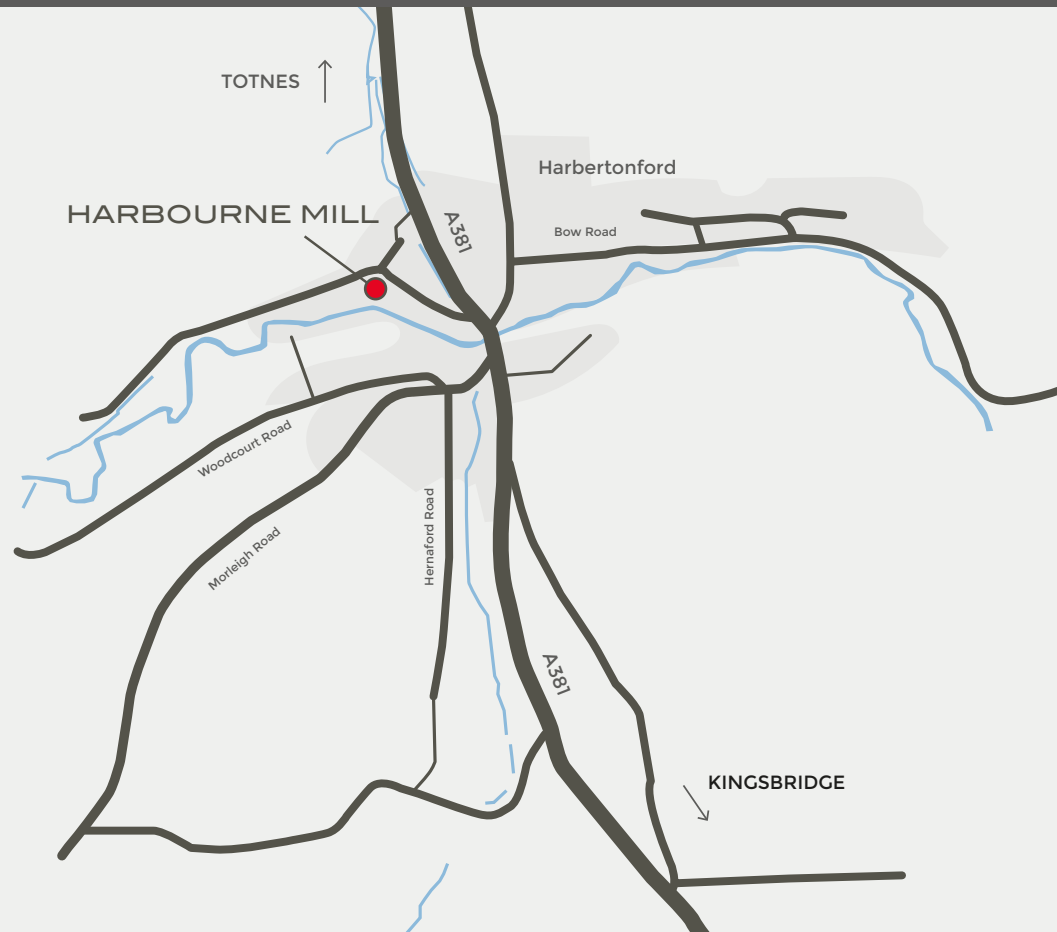 TOTNES
Harbertonford
HARBOURNE MILL
A381
Bow Road
Woodcourt Road
Hernaford Road
Morleigh Road
A381
KINGSBRIDGE